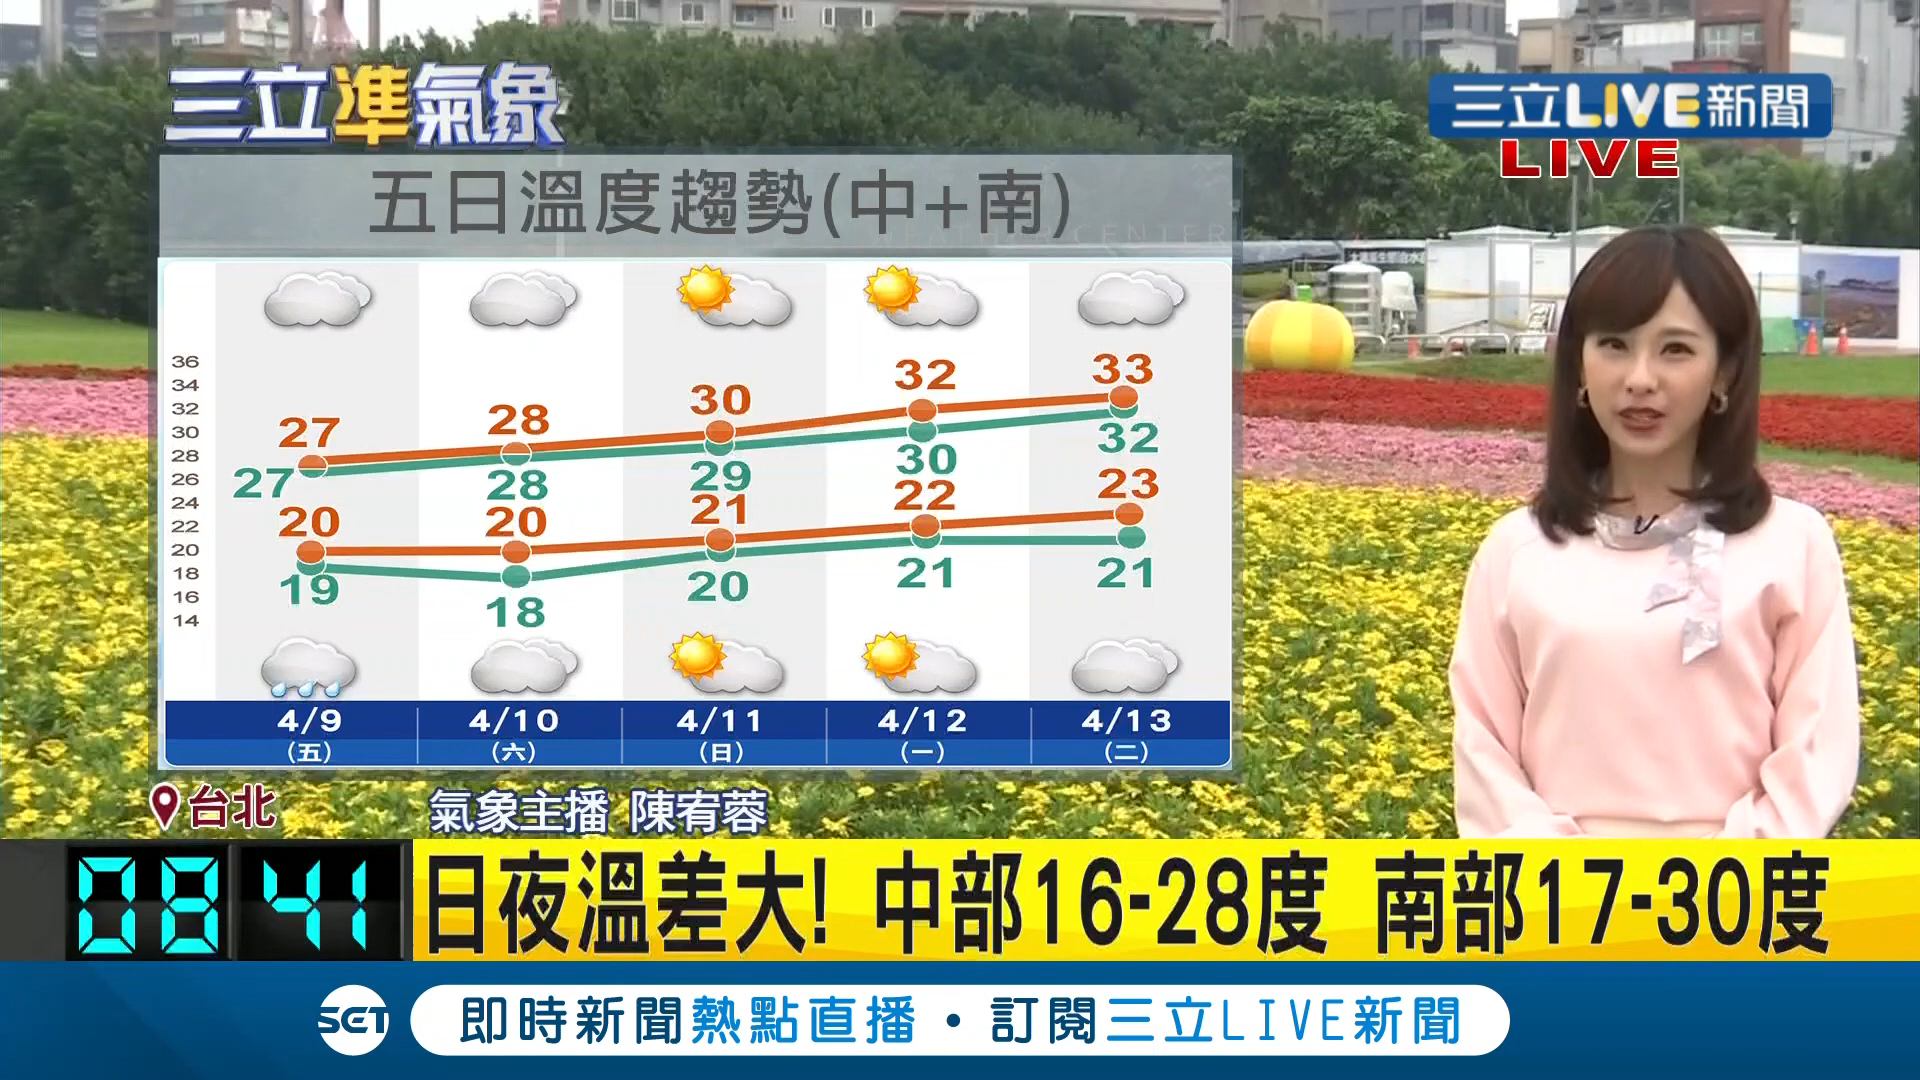 三立準氣象
三立LIVE新聞
LIVE
五日溫度趨勢(中+南)
36
34
32
30
28
26
24
22
20
18
16
14
27 28 30 32 33
27 28 29 30 32
20 20 21 22 23
19 18 20 21 21
4/9 4/10 4/11 4/12 4/13
(五) (六) (日) (一) (二)
台北
氣象主播 陳宥蓉
08 41
日夜溫差大! 中部16-28度 南部17-30度
SET 即時新聞熱點直播・訂閱三立LIVE新聞